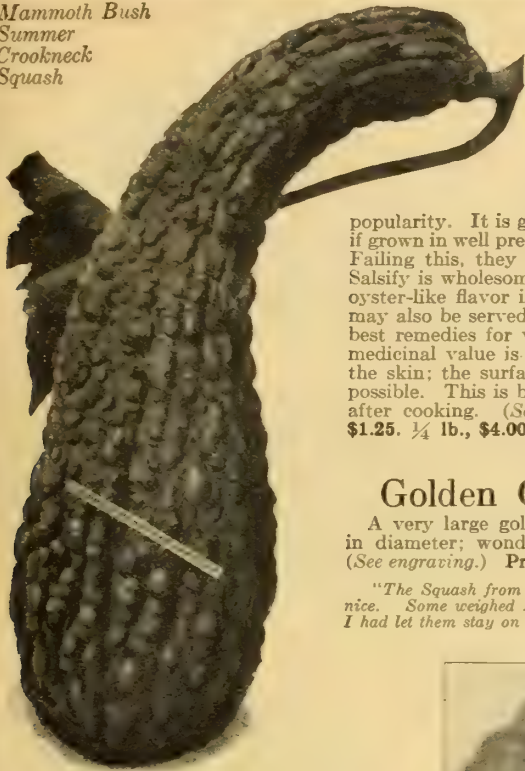 Mammoth Bush
Summer
Crookneck
Squash
popularity. It is g
if grown in well pre
Failing this, they
Salsify is wholesom
oyster-like flavor i
may also be served
best remedies for
medicinal value is
the skin; the surfa
possible. This is b
after cooking. (Se
$1.25. ¼ lb., $4.00
Golden
A very large gol
in diameter; wond
(See engraving.) Pr
"The Squash from
nice. Some weighed
I had let them stay on